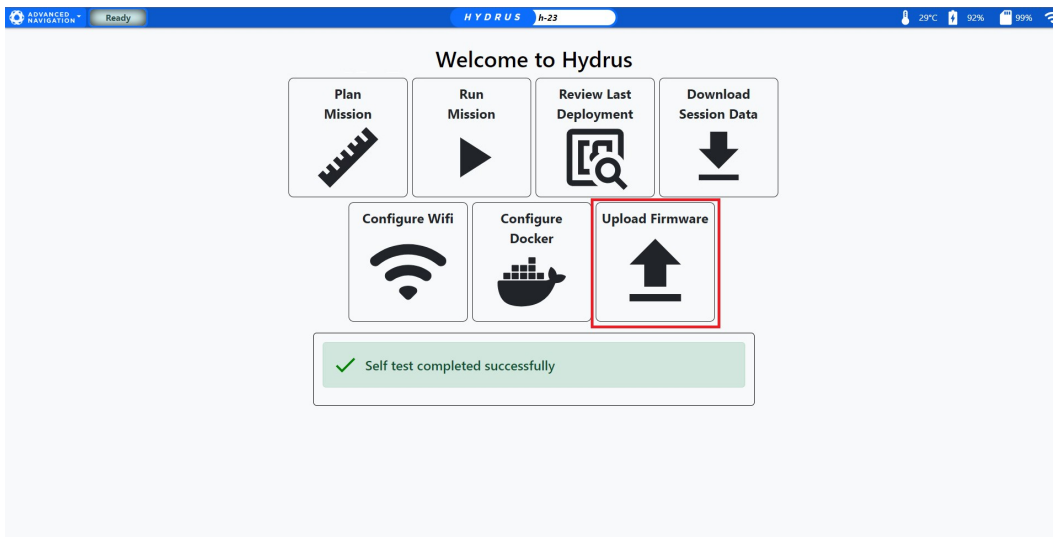 ADVANCED NAVIGATION Ready HYDRUS h-23 29°C 92% 99%
Welcome to Hydrus
Plan Mission
Run Mission
Review Last Deployment
Download Session Data
Configure Wifi
Configure Docker
Upload Firmware
Self test completed successfully